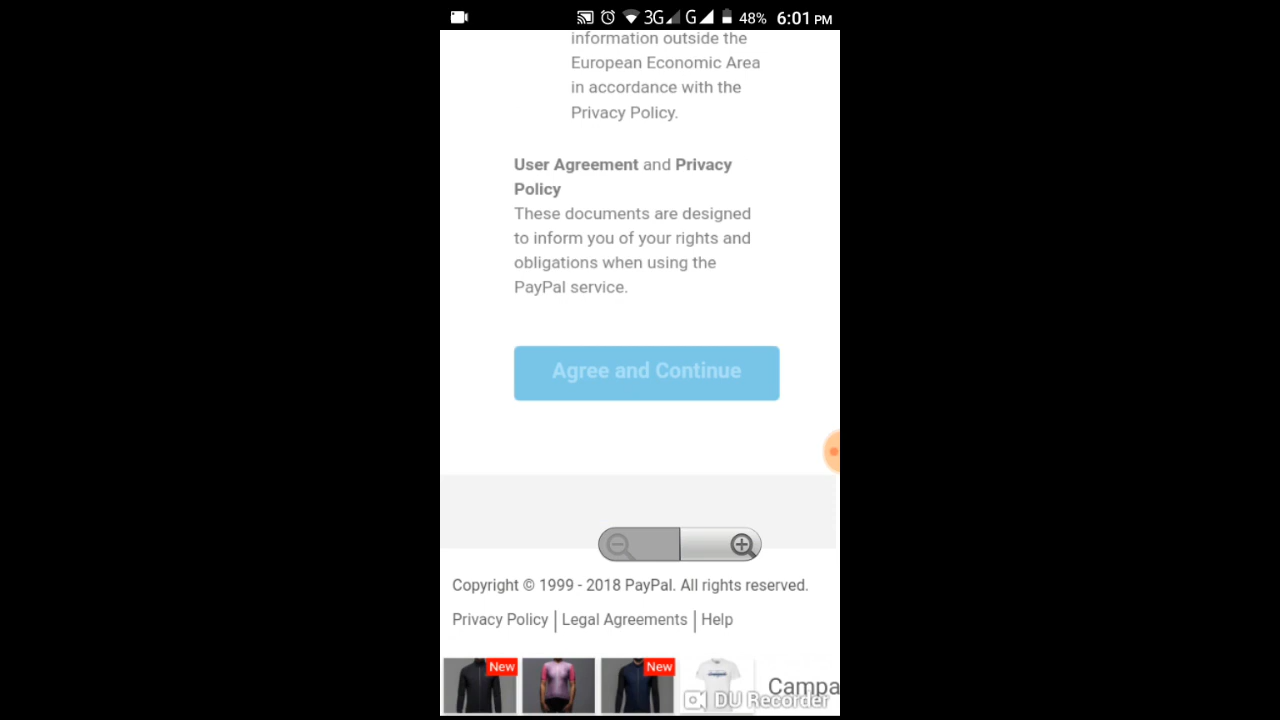 3G G 48% 6:01 PM
information outside the
European Economic Area
in accordance with the
Privacy Policy.
User Agreement and Privacy
Policy
These documents are designed
to inform you of your rights and
obligations when using the
PayPal service.
Agree and Continue
Copyright © 1999 - 2018 PayPal. All rights reserved.
Privacy Policy | Legal Agreements | Help
New New
Campa
DU Recorder